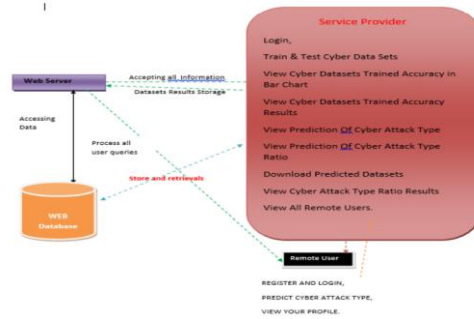 Service Provider
Login,
Train & Test Cyber Data Sets
View Cyber Datasets Trained Accuracy in
Bar Chart
View Cyber Datasets Trained Accuracy
Results
View Prediction Of Cyber Attack Type
View Prediction Of Cyber Attack Type
Ratio
Download Predicted Datasets
View Cyber Attack Type Ratio Results
View All Remote Users.
Web Server
Accepting all Information
Datasets Results Storage
Accessing
Data
Process all
user queries
Store and retrievals
WEB
Database
Remote User
REGISTER AND LOGIN,
PREDICT CYBER ATTACK TYPE,
VIEW YOUR PROFILE.